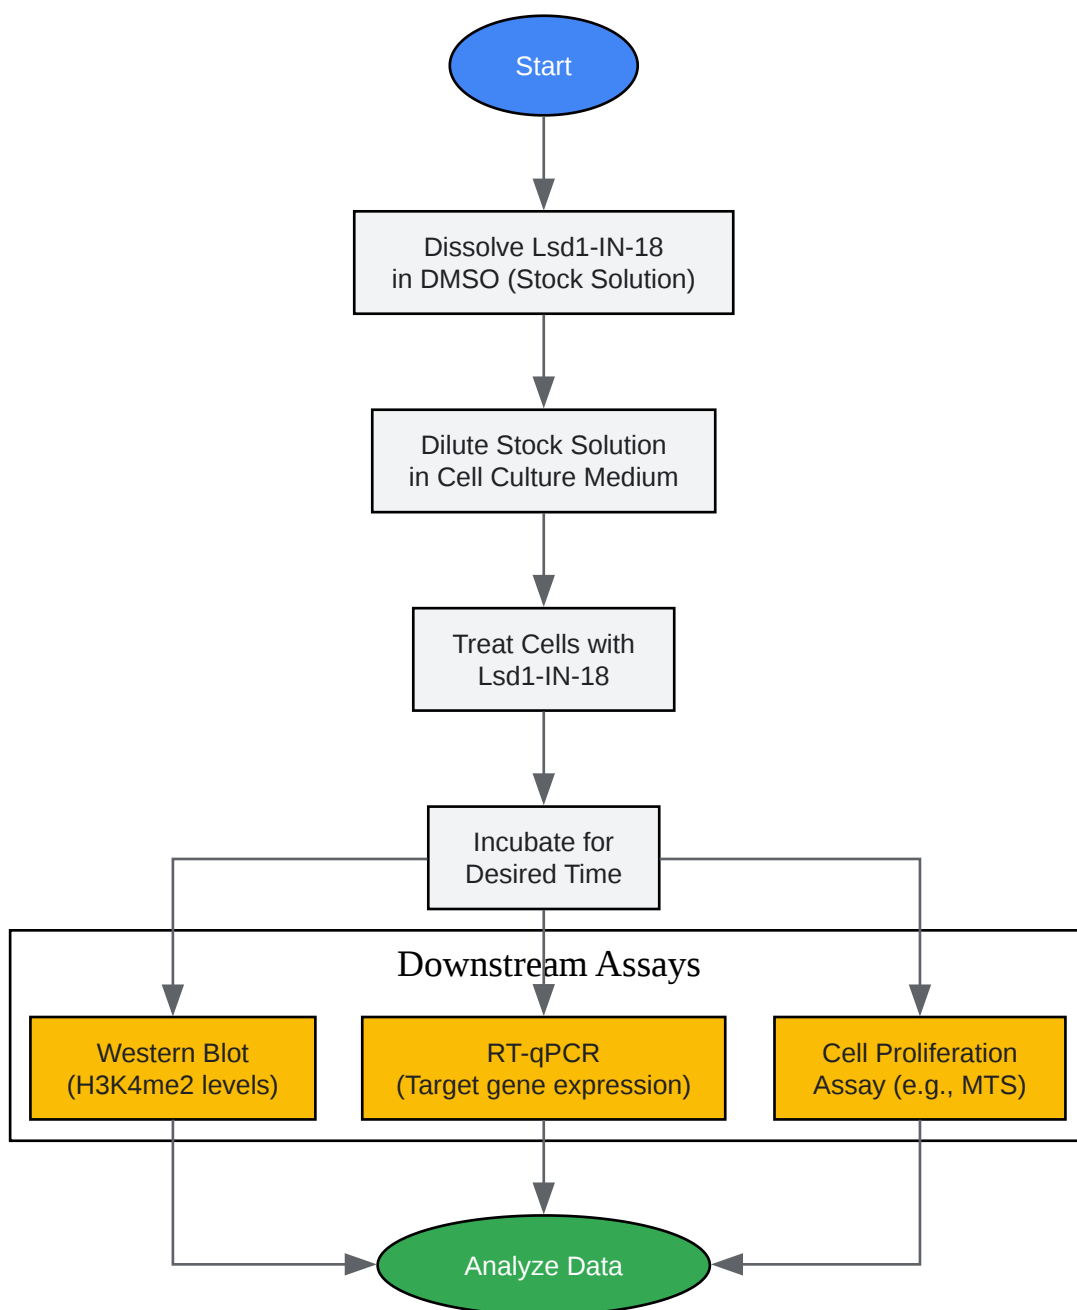 Start
Dissolve Lsd1-IN-18
in DMSO (Stock Solution)
Dilute Stock Solution
in Cell Culture Medium
Treat Cells with
Lsd1-IN-18
Incubate for
Desired Time
Downstream Assays
Western Blot
(H3K4me2 levels)
RT-qPCR
(Target gene expression)
Cell Proliferation
Assay (e.g., MTS)
Analyze Data